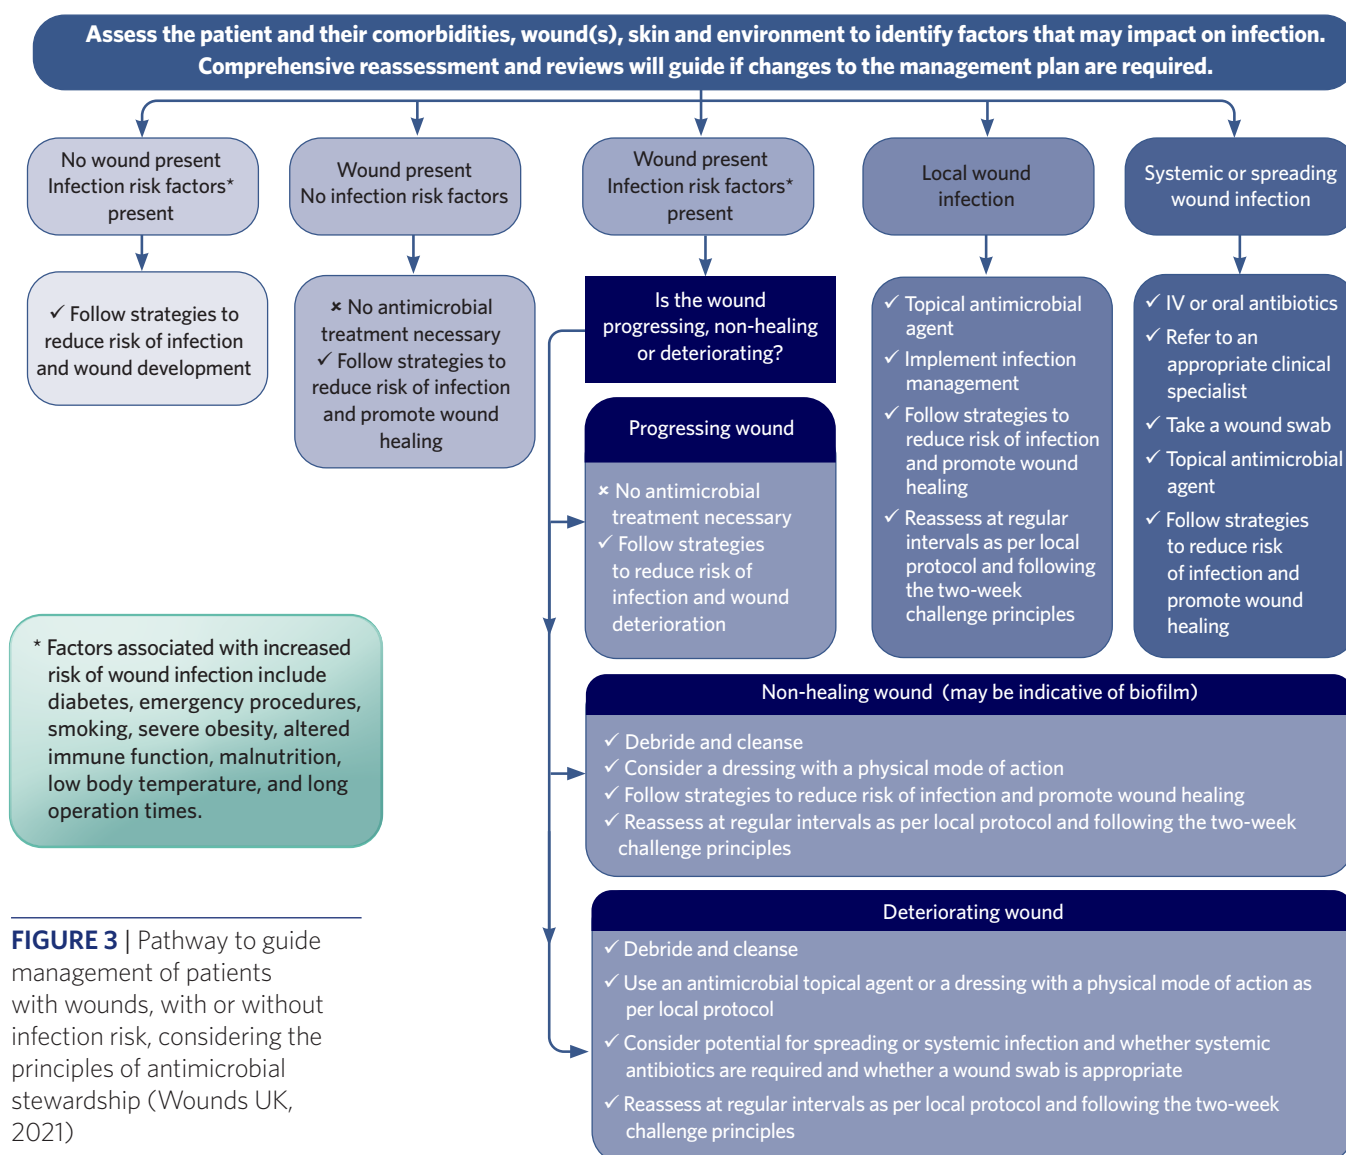 Assess the patient and their comorbidities, wound(s), skin and environment to identify factors that may impact on infection.
Comprehensive reassessment and reviews will guide if changes to the management plan are required.
No wound present
Infection risk factors*
present
✓ Follow strategies to
reduce risk of infection
and wound development
Wound present
No infection risk factors
✗ No antimicrobial
treatment necessary
✓ Follow strategies to
reduce risk of infection
and promote wound
healing
Wound present
Infection risk factors*
present
Is the wound
progressing, non-healing
or deteriorating?
Progressing wound
✗ No antimicrobial
treatment necessary
✓ Follow strategies
to reduce risk of
infection and wound
deterioration
Local wound
infection
✓ Topical antimicrobial
agent
✓ Implement infection
management
✓ Follow strategies to
reduce risk of infection
and promote wound
healing
✓ Reassess at regular
intervals as per local
protocol and following
the two-week
challenge principles
Systemic or spreading
wound infection
✓ IV or oral antibiotics
✓ Refer to an
appropriate clinical
specialist
✓ Take a wound swab
✓ Topical antimicrobial
agent
✓ Follow strategies
to reduce risk
of infection and
promote wound
healing
Non-healing wound (may be indicative of biofilm)
✓ Debride and cleanse
✓ Consider a dressing with a physical mode of action
✓ Follow strategies to reduce risk of infection and promote wound healing
✓ Reassess at regular intervals as per local protocol and following the two-week
challenge principles
Deteriorating wound
✓ Debride and cleanse
✓ Use an antimicrobial topical agent or a dressing with a physical mode of action as
per local protocol
✓ Consider potential for spreading or systemic infection and whether systemic
antibiotics are required and whether a wound swab is appropriate
✓ Reassess at regular intervals as per local protocol and following the two-week
challenge principles
* Factors associated with increased
risk of wound infection include
diabetes, emergency procedures,
smoking, severe obesity, altered
immune function, malnutrition,
low body temperature, and long
operation times.
FIGURE 3 | Pathway to guide
management of patients
with wounds, with or without
infection risk, considering the
principles of antimicrobial
stewardship (Wounds UK,
2021)